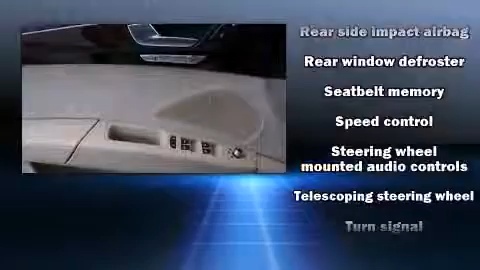 Rear side impact airbag
Rear window defroster
Seatbelt memory
Speed control
Steering wheel
mounted audio controls
Telescoping steering wheel
Turn signal